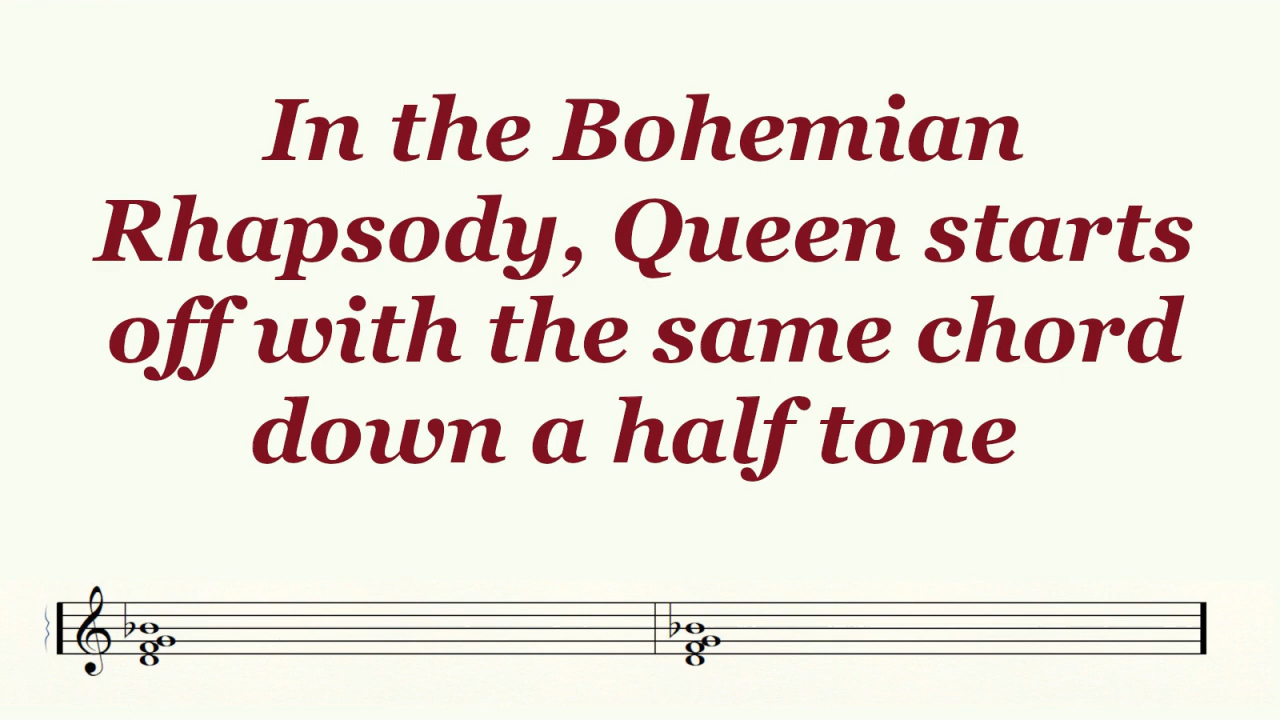 In the Bohemian
Rhapsody, Queen starts
off with the same chord
down a half tone